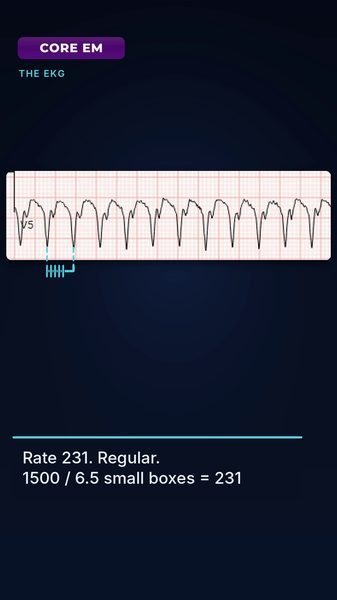 CORE EM
THE EKG
V5
Rate 231. Regular.
1500 / 6.5 small boxes = 231